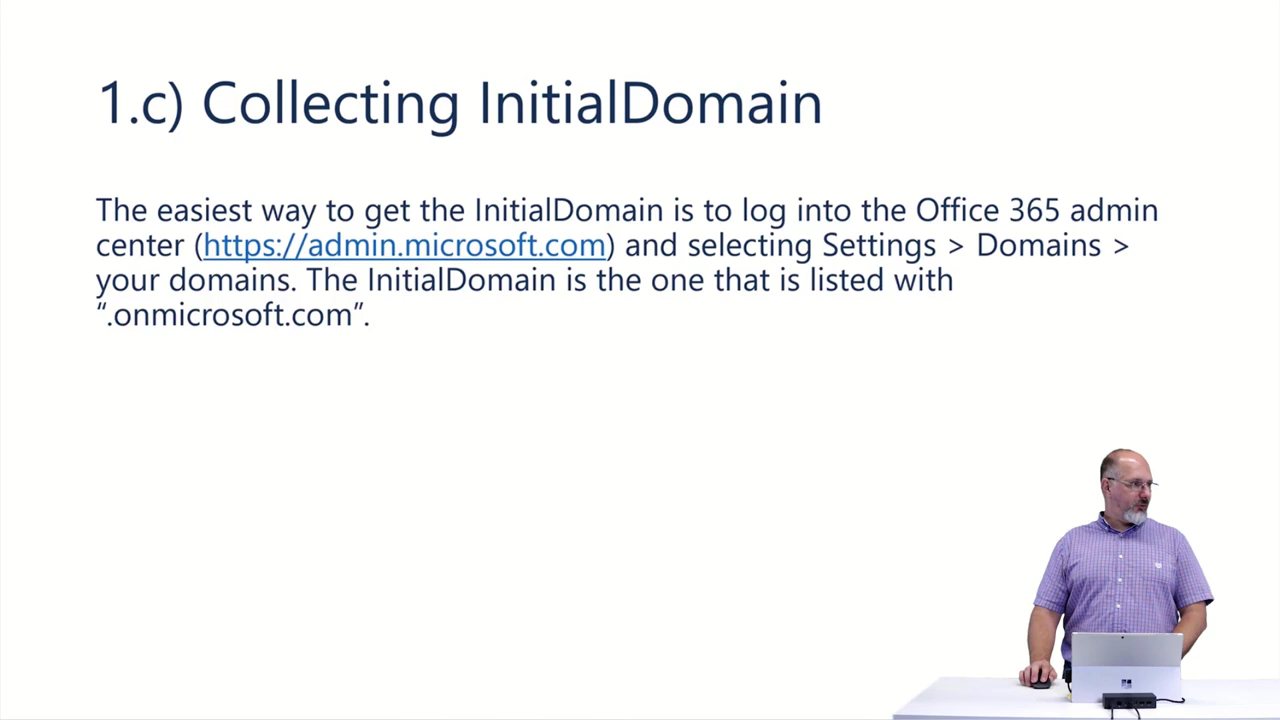 1.c) Collecting InitialDomain
The easiest way to get the InitialDomain is to log into the Office 365 admin
center (https://admin.microsoft.com) and selecting Settings > Domains >
your domains. The InitialDomain is the one that is listed with
“.onmicrosoft.com”.